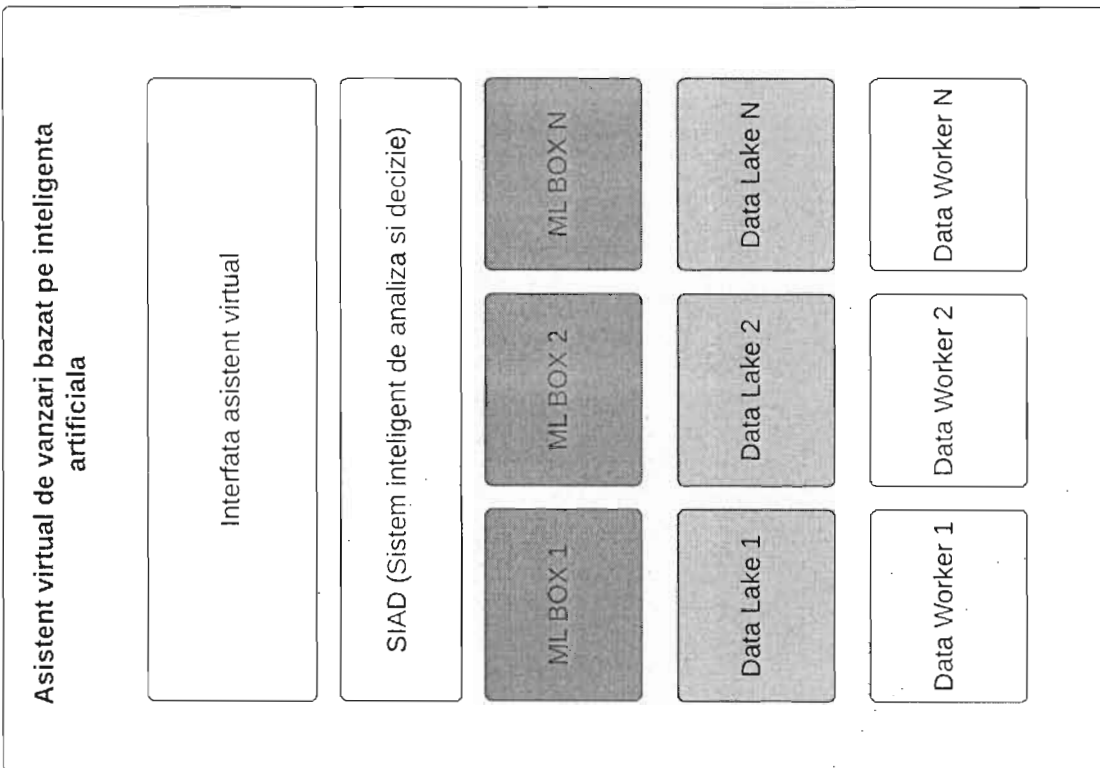 Asistent virtual de vanzari bazat pe inteligenta
artificiala
Interfata asistent virtual
SIAD (Sistem inteligent de analiza si decizie)
ML BOX 1
ML BOX 2
ML BOX N
Data Lake 1
Data Lake 2
Data Lake N
Data Worker 1
Data Worker 2
Data Worker N